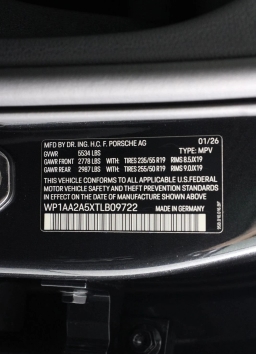 MFD BY DR. ING. H.C. F. PORSCHE AG 01/26
GVWR 5534 LBS TYPE: MPV
GAWR FRONT 2778 LBS WITH TIRES 235/55 R19 RIMS 8.5JX19
GAWR REAR 2987 LBS WITH TIRES 255/50 R19 RIMS 9.0JX19
THIS VEHICLE CONFORMS TO ALL APPLICABLE U.S.FEDERAL
MOTOR VEHICLE SAFETY, BUMPER, AND THEFT PREVENTION
STANDARDS IN EFFECT ON THE DATE OF MANUFACTURE
SHOWN ABOVE
WP1AA2A5XTLB09722 MADE IN GERMANY